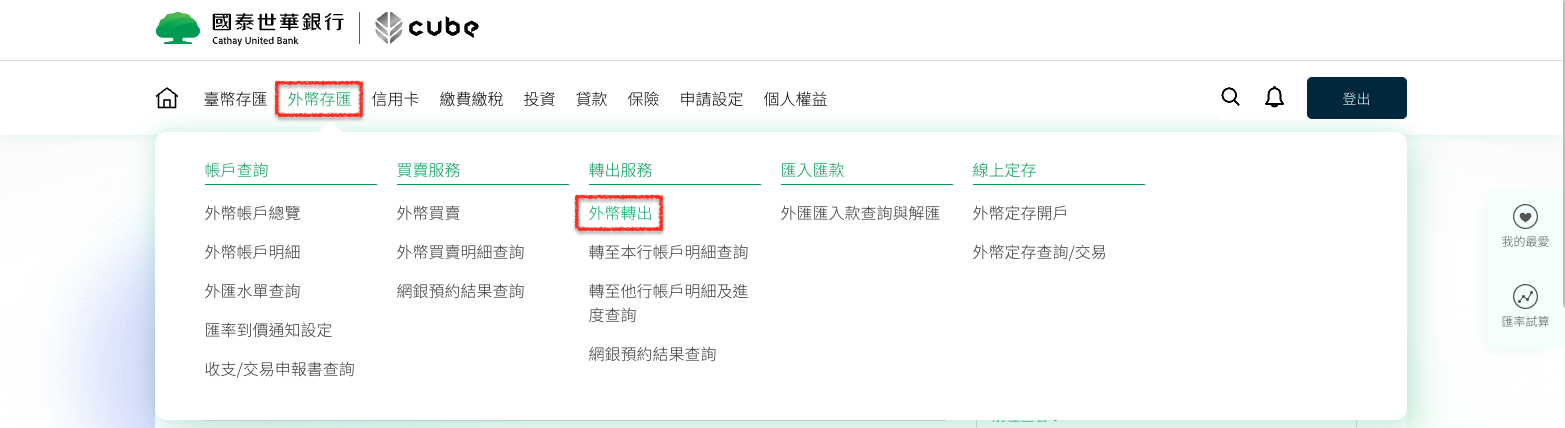 國泰世華銀行
Cathay United Bank
cube
臺幣存匯 外幣存匯 信用卡 繳費繳稅 投資 貸款 保險 申請設定 個人權益
登出
帳戶查詢
外幣帳戶總覽
外幣帳戶明細
外匯水單查詢
匯率到價通知設定
收支/交易申報書查詢
買賣服務
外幣買賣
外幣買賣明細查詢
網銀預約結果查詢
轉出服務
外幣轉出
轉至本行帳戶明細查詢
轉至他行帳戶明細及進
度查詢
網銀預約結果查詢
匯入匯款
外匯匯入款查詢與解匯
線上定存
外幣定存開戶
外幣定存查詢/交易
我的最愛
匯率試算